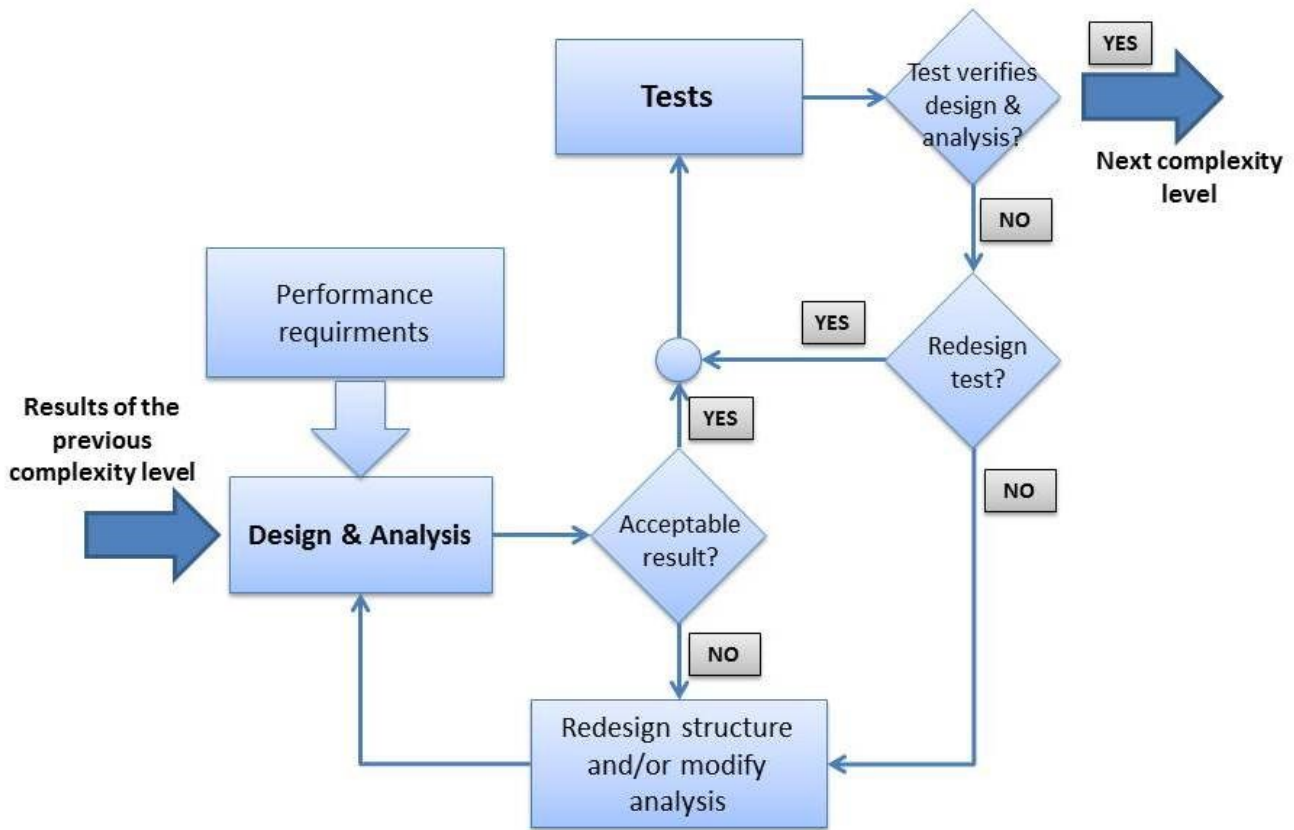 YES
Test verifies
design &
analysis?
Tests
Next complexity
level
NO
Performance
requirments
YES
Redesign
test?
Results of the
previous
complexity level
YES
NO
Design & Analysis
Acceptable
result?
NO
Redesign structure
and/or modify
analysis